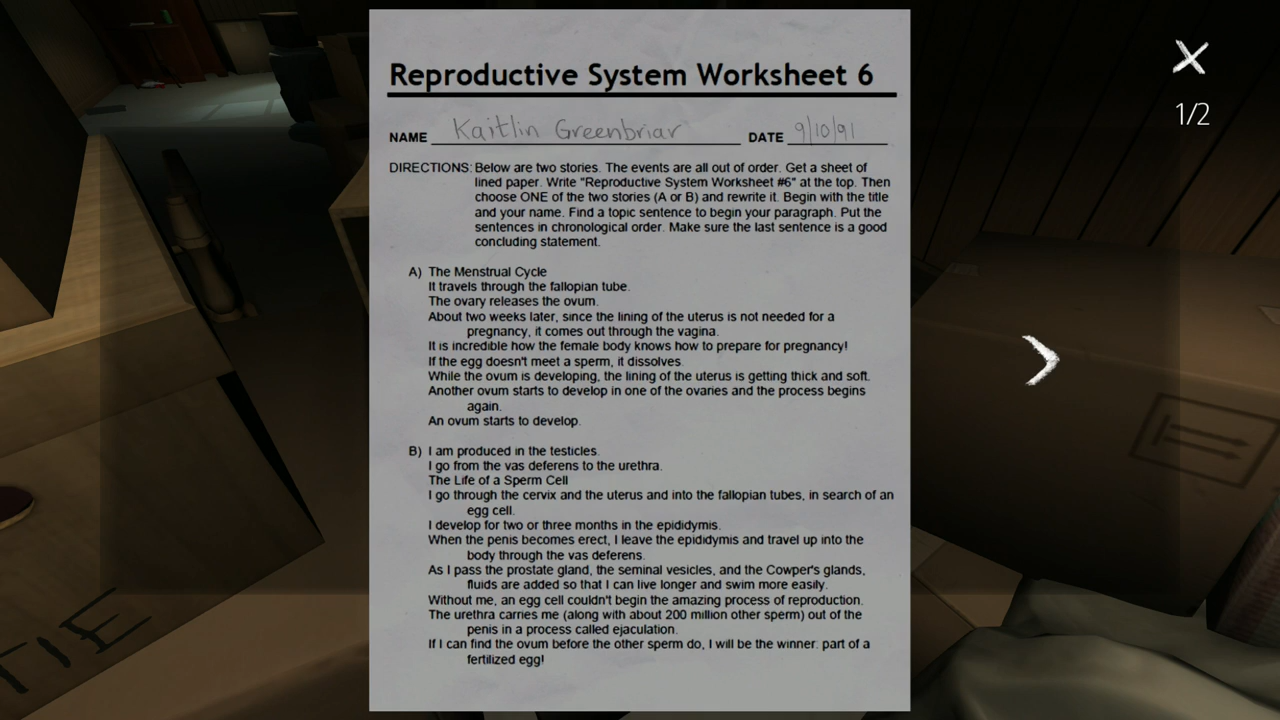 Reproductive System Worksheet 6
NAME Kaitlin Greenbriar DATE 9/10/91
DIRECTIONS: Below are two stories. The events are all out of order. Get a sheet of
lined paper. Write "Reproductive System Worksheet #6" at the top. Then
choose ONE of the two stories (A or B) and rewrite it. Begin with the title
and your name. Find a topic sentence to begin your paragraph. Put the
sentences in chronological order. Make sure the last sentence is a good
concluding statement.
A) The Menstrual Cycle
It travels through the fallopian tube.
The ovary releases the ovum.
About two weeks later, since the lining of the uterus is not needed for a
pregnancy, it comes out through the vagina.
It is incredible how the female body knows how to prepare for pregnancy!
If the egg doesn't meet a sperm, it dissolves.
While the ovum is developing, the lining of the uterus is getting thick and soft.
Another ovum starts to develop in one of the ovaries and the process begins
again.
An ovum starts to develop.
B) I am produced in the testicles.
I go from the vas deferens to the urethra.
The Life of a Sperm Cell
I go through the cervix and the uterus and into the fallopian tubes, in search of an
egg cell.
I develop for two or three months in the epididymis.
When the penis becomes erect, I leave the epididymis and travel up into the
body through the vas deferens.
As I pass the prostate gland, the seminal vesicles, and the Cowper's glands,
fluids are added so that I can live longer and swim more easily.
Without me, an egg cell couldn't begin the amazing process of reproduction.
The urethra carries me (along with about 200 million other sperm) out of the
penis in a process called ejaculation.
If I can find the ovum before the other sperm do, I will be the winner: part of a
fertilized egg!
1/2
TIE